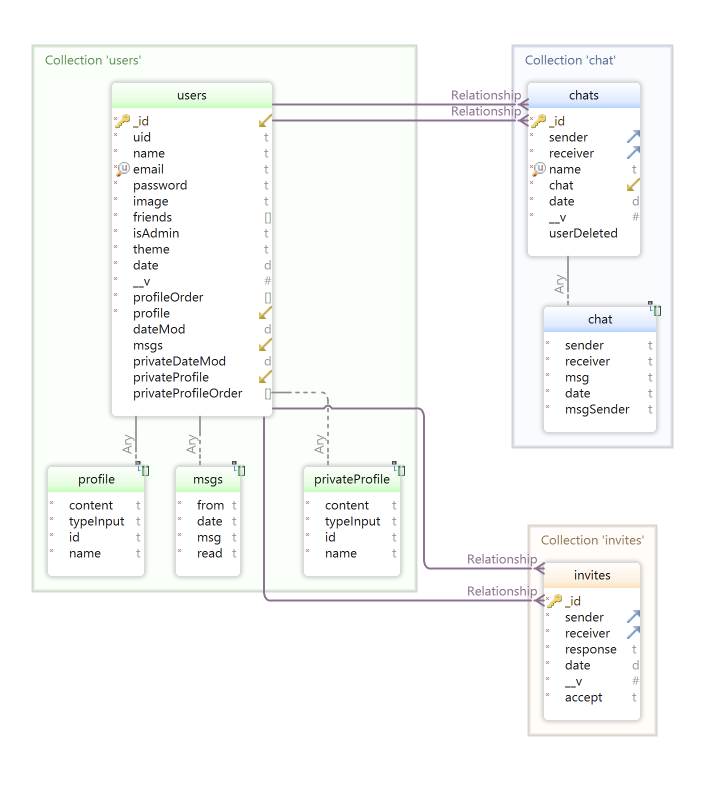 Collection 'users'
users
_id
uid t
name t
u email t
password t
image t
friends []
isAdmin t
theme t
date d
__v #
profileOrder []
profile
dateMod d
msgs
privateDateMod d
privateProfile
privateProfileOrder []
Ary
Ary
Ary
profile
content t
typeInput t
id t
name t
msgs
from t
date t
msg t
read t
privateProfile
content t
typeInput t
id t
name t
Relationship
Relationship
Collection 'chat'
chats
_id
sender
receiver
u name t
chat
date d
__v #
userDeleted
Ary
chat
sender t
receiver t
msg t
date t
msgSender t
Relationship
Relationship
Collection 'invites'
invites
_id
sender
receiver
response t
date d
__v #
accept t